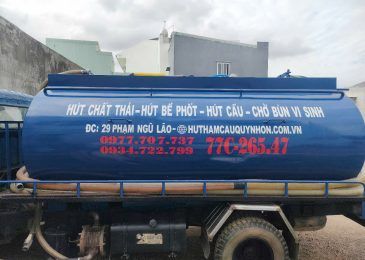 HÚT CHẤT THẢI - HÚT BỂ PHỐT - HÚT CẦU - CHỞ BÙN VI SINH
ĐC: 29 PHẠM NGŨ LÃO - HUTHAMCAUQUYNHON.COM.VN
0977.707.737
0934.722.799
77C-265.47